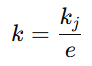 k = k_j / e